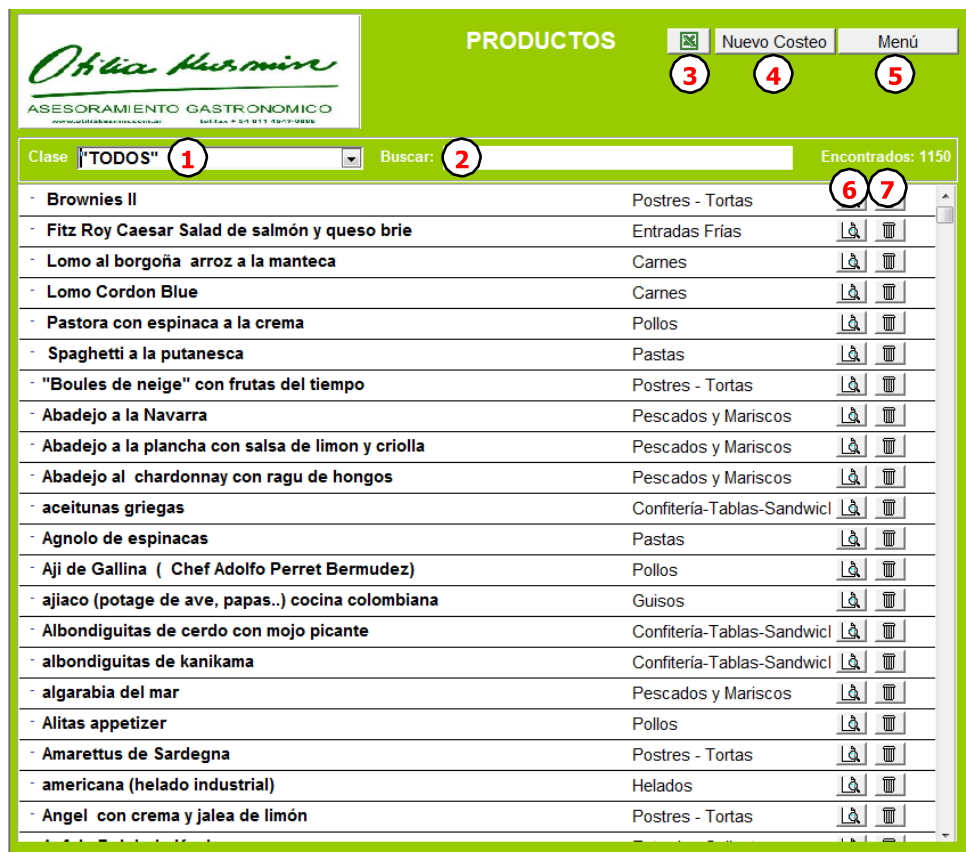 PRODUCTOS
Nuevo Costeo
Menú
3
4
5
Otilia Kusmin
ASESORAMIENTO GASTRONOMICO
Clase "TODOS" 1
Buscar: 2
Encontrados: 1150
6 7
- Brownies II Postres - Tortas
- Fitz Roy Caesar Salad de salmón y queso brie Entradas Frías
- Lomo al borgoña arroz a la manteca Carnes
- Lomo Cordon Blue Carnes
- Pastora con espinaca a la crema Pollos
- Spaghetti a la putanesca Pastas
- "Boules de neige" con frutas del tiempo Postres - Tortas
- Abadejo a la Navarra Pescados y Mariscos
- Abadejo a la plancha con salsa de limon y criolla Pescados y Mariscos
- Abadejo al chardonnay con ragu de hongos Pescados y Mariscos
- aceitunas griegas Confitería-Tablas-Sandwicl
- Agnolo de espinacas Pastas
- Aji de Gallina ( Chef Adolfo Perret Bermudez) Pollos
- ajiaco (potage de ave, papas..) cocina colombiana Guisos
- Albondiguitas de cerdo con mojo picante Confitería-Tablas-Sandwicl
- albondiguitas de kanikama Confitería-Tablas-Sandwicl
- algarabia del mar Pescados y Mariscos
- Alitas appetizer Pollos
- Amarettus de Sardegna Postres - Tortas
- americana (helado industrial) Helados
- Angel con crema y jalea de limón Postres - Tortas